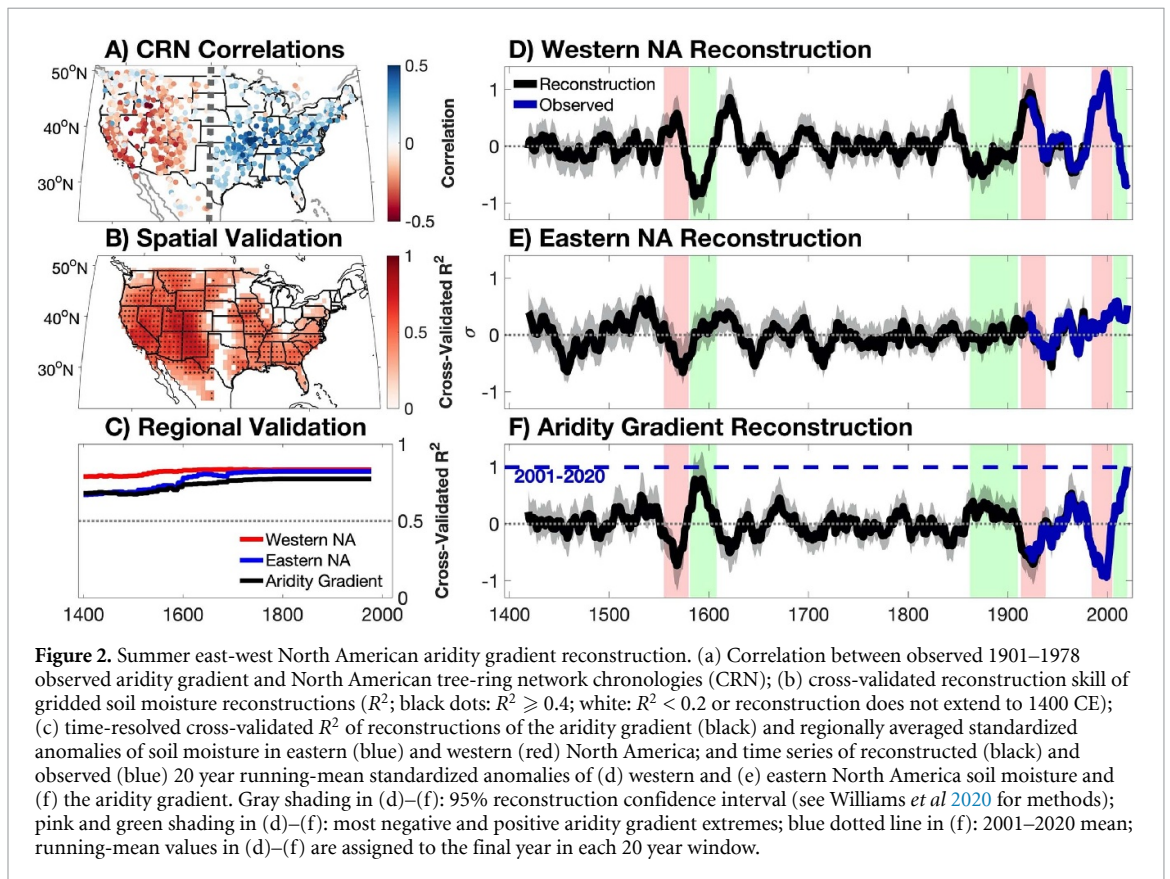 A) CRN Correlations
50°N
40°N
30°N
0.5
0
-0.5
Correlation
B) Spatial Validation
50°N
40°N
30°N
1
0.5
0
Cross-Validated R²
C) Regional Validation
1
0.5
0
Cross-Validated R²
Western NA
Eastern NA
Aridity Gradient
1400 1600 1800 2000
D) Western NA Reconstruction
Reconstruction
Observed
1
0
-1
E) Eastern NA Reconstruction
1
0
-1
σ
F) Aridity Gradient Reconstruction
1
0
-1
2001-2020
1400 1500 1600 1700 1800 1900 2000
Figure 2. Summer east-west North American aridity gradient reconstruction. (a) Correlation between observed 1901–1978
observed aridity gradient and North American tree-ring network chronologies (CRN); (b) cross-validated reconstruction skill of
gridded soil moisture reconstructions (R²; black dots: R² ⩾ 0.4; white: R² < 0.2 or reconstruction does not extend to 1400 CE);
(c) time-resolved cross-validated R² of reconstructions of the aridity gradient (black) and regionally averaged standardized
anomalies of soil moisture in eastern (blue) and western (red) North America; and time series of reconstructed (black) and
observed (blue) 20 year running-mean standardized anomalies of (d) western and (e) eastern North America soil moisture and
(f) the aridity gradient. Gray shading in (d)–(f): 95% reconstruction confidence interval (see Williams et al 2020 for methods);
pink and green shading in (d)–(f): most negative and positive aridity gradient extremes; blue dotted line in (f): 2001–2020 mean;
running-mean values in (d)–(f) are assigned to the final year in each 20 year window.